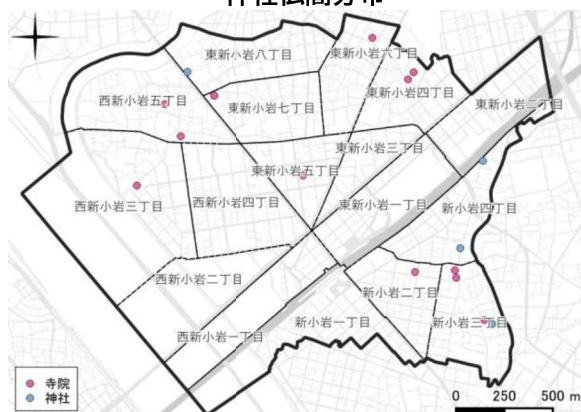 神社仏閣分布
東新小岩八丁目
東新小岩六丁目
西新小岩五丁目
東新小岩七丁目
東新小岩四丁目
東新小岩二丁目
東新小岩三丁目
東新小岩五丁目
西新小岩三丁目
西新小岩四丁目
東新小岩一丁目
新小岩四丁目
西新小岩二丁目
新小岩二丁目
西新小岩一丁目
新小岩一丁目
新小岩三丁目
寺院
神社
0 250 500 m